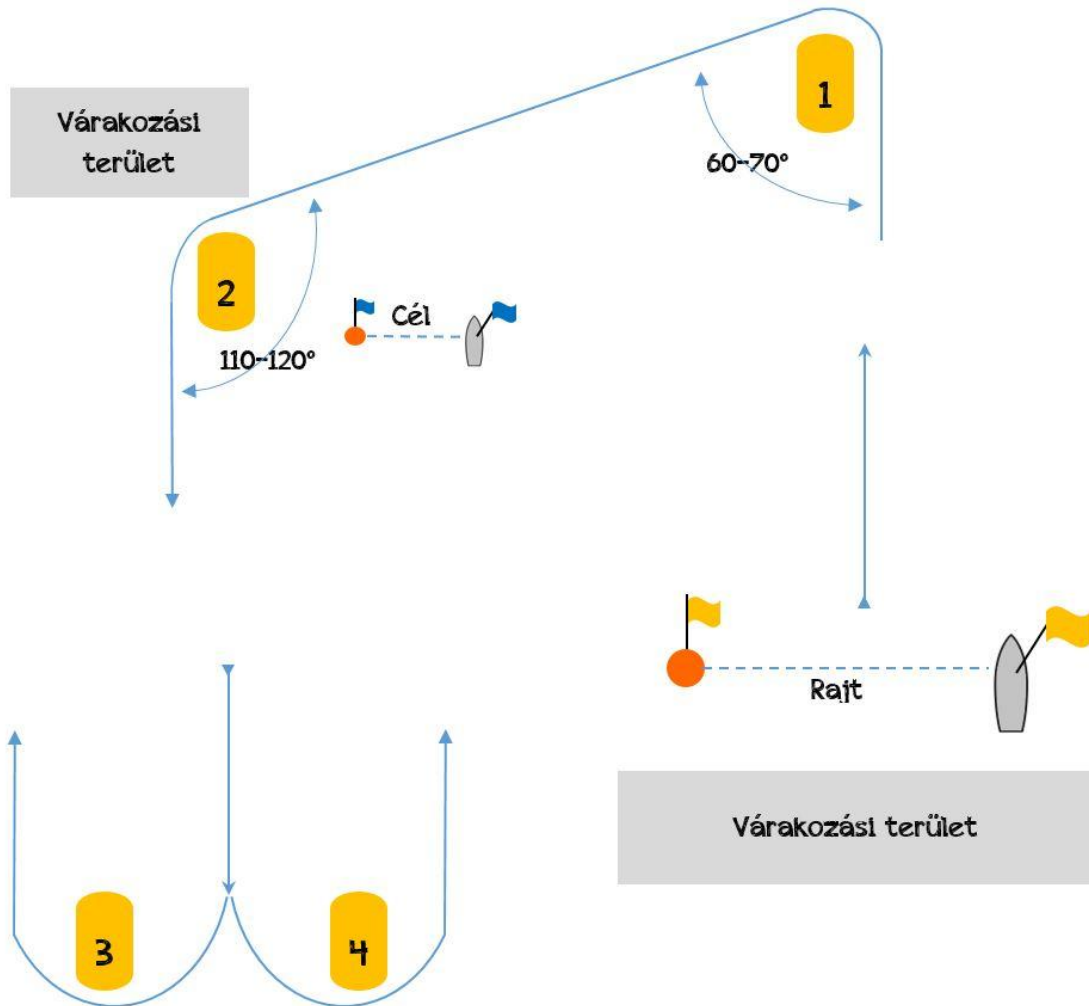 1
Várakozási
terület
60-70°
2
Cél
110-120°
Rajt
Várakozási terület
3
4